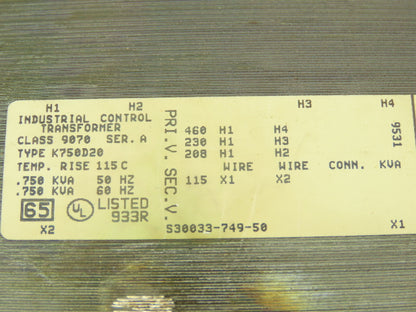 H1 H2 H3 H4
INDUSTRIAL CONTROL
TRANSFORMER
CLASS 9070 SER. A
TYPE K750D20
TEMP. RISE 115C
.750 KVA 50 HZ
.750 KVA 60 HZ
65 UL LISTED
933R
X2
PRI.V. SEC.V.
460 H1 H4
230 H1 H3
208 H1 H2
WIRE WIRE CONN. KVA
115 X1 X2
S30033-749-50
9531
X1